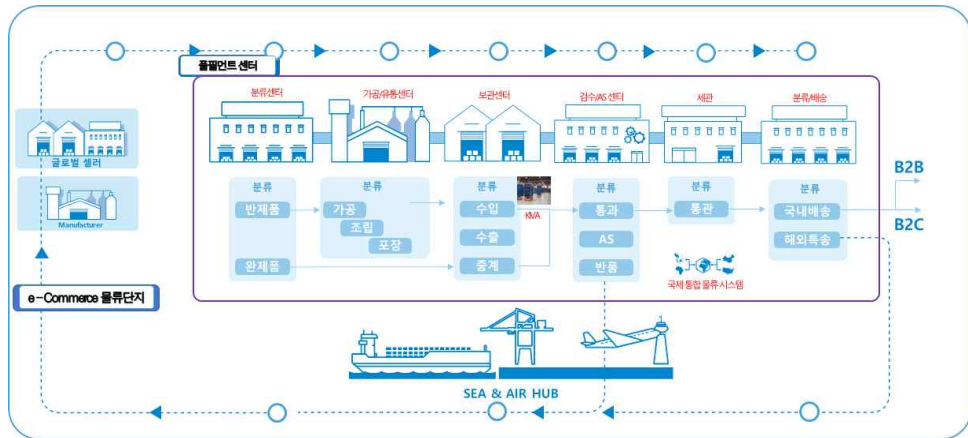 풀필먼트 센터
분류센터
가공/유통센터
보관센터
검수/AS 센터
세관
분류/배송
글로벌 셀러
Manufacturer
e-Commerce 물류단지
분류
반제품
완제품
분류
가공
조립
포장
분류
수입
수출
중계
KVA
분류
통과
AS
반품
분류
통관
국제 통합 물류 시스템
분류
국내배송
해외특송
B2B
B2C
SEA & AIR HUB